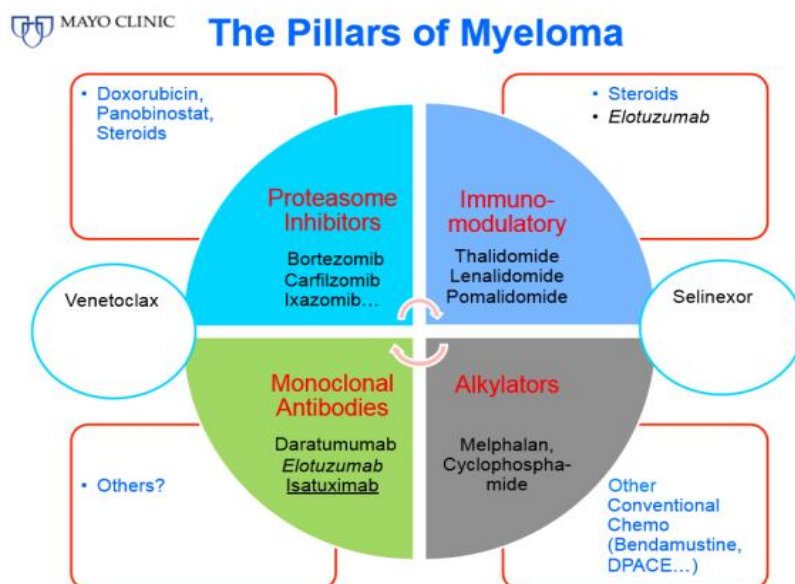 MAYO CLINIC
The Pillars of Myeloma
• Doxorubicin,
Panobinostat,
Steroids
• Steroids
• Elotuzumab
Proteasome
Inhibitors
Bortezomib
Carfilzomib
Ixazomib…
Immuno-
modulatory
Thalidomide
Lenalidomide
Pomalidomide
Venetoclax
Selinexor
Monoclonal
Antibodies
Daratumumab
Elotuzumab
Isatuximab
Alkylators
Melphalan,
Cyclophospha-
mide
• Others?
Other
Conventional
Chemo
(Bendamustine,
DPACE…)